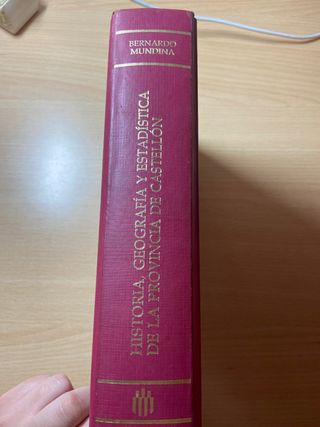 BERNARDO
MUNDINA
HISTORIA, GEOGRAFÍA Y ESTADÍSTICA
DE LA PROVINCIA DE CASTELLÓN